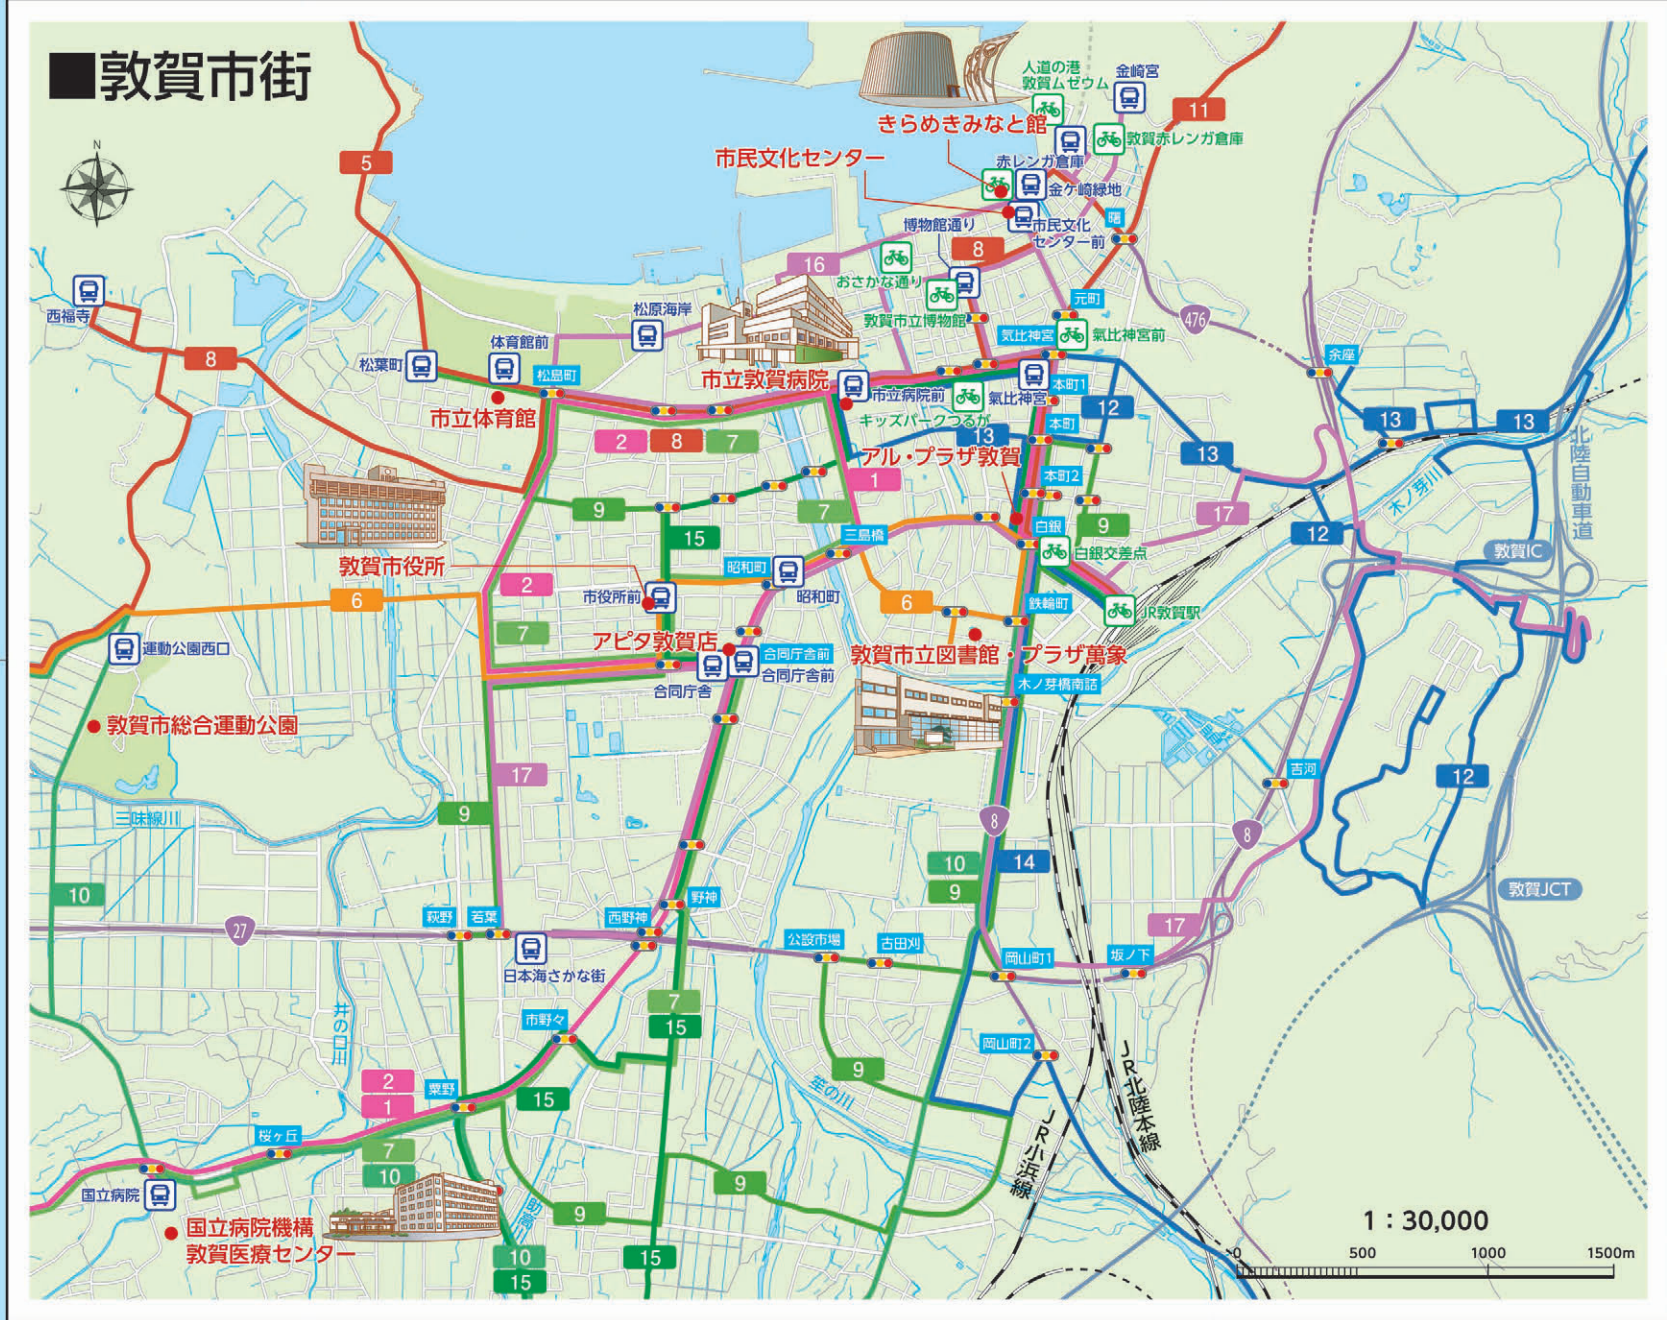 ■敦賀市街
N
人道の港
敦賀ムゼウム
金崎宮
11
きらめきみなと館
敦賀赤レンガ倉庫
5
市民文化センター
赤レンガ倉庫
金ケ崎緑地
博物館通り
市民文化
センター前
曙
8
16
おさかな通り
西福寺
松原海岸
元町
敦賀市立博物館
476
体育館前
気比神宮
氣比神宮前
8
松葉町
松島町
市立敦賀病院
市立病院前
氣比神宮
本町1
余座
市立体育館
キッズパークつるが
12
13
本町
13
13
2
8
7
アル・プラザ敦賀
13
北陸自動車道
1
本町2
木ノ芽川
9
7
9
17
15
三島橋
白銀
12
敦賀IC
敦賀市役所
昭和町
白銀交差点
2
市役所前
昭和町
6
6
鉄輪町
JR敦賀駅
7
アピタ敦賀店
運動公園西口
合同庁舎前
敦賀市立図書館・プラザ萬象
合同庁舎
合同庁舎前
木ノ芽橋南詰
敦賀市総合運動公園
17
吉河
12
三味線川
9
8
8
10
14
10
9
敦賀JCT
萩野
若葉
西野神
野神
27
17
公設市場
古田刈
日本海さかな街
岡山町1
坂ノ下
井の口川
市野々
7
15
岡山町2
9
2
1
粟野
15
笙の川
JR北陸本線
桜ヶ丘
7
10
JR小浜線
国立病院
9
9
助高川
国立病院機構
敦賀医療センター
10
15
15
1：30,000
0
500
1000
1500m